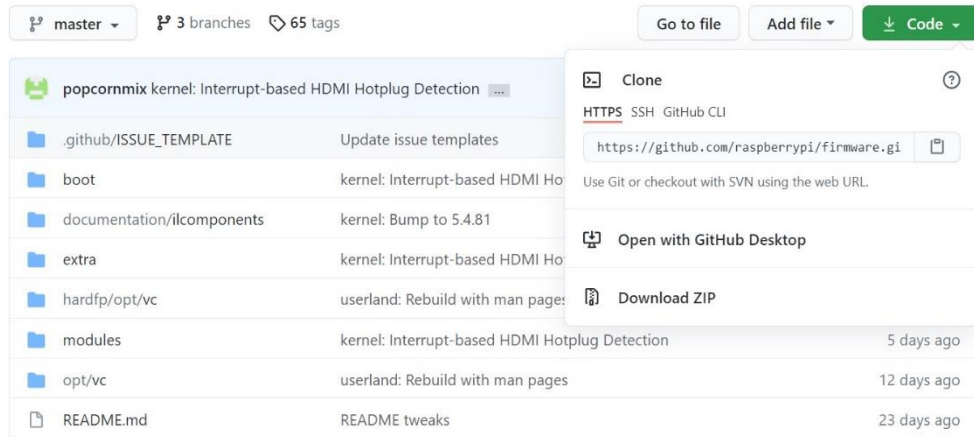 master 3 branches 65 tags Go to file Add file Code
popcornmix kernel: Interrupt-based HDMI Hotplug Detection ...
.github/ISSUE_TEMPLATE Update issue templates
boot kernel: Interrupt-based HDMI Ho
documentation/ilcomponents kernel: Bump to 5.4.81
extra kernel: Interrupt-based HDMI Ho
hardfp/opt/vc userland: Rebuild with man pages
modules kernel: Interrupt-based HDMI Hotplug Detection 5 days ago
opt/vc userland: Rebuild with man pages 12 days ago
README.md README tweaks 23 days ago
Clone
HTTPS SSH GitHub CLI
https://github.com/raspberrypi/firmware.gi
Use Git or checkout with SVN using the web URL.
Open with GitHub Desktop
Download ZIP